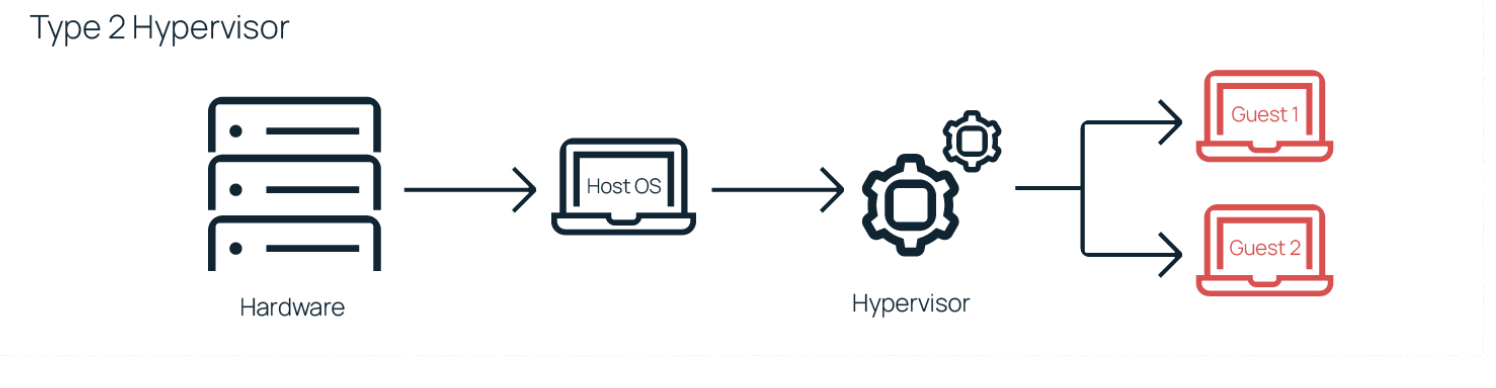 Type 2 Hypervisor
Guest 1
Host OS
Guest 2
Hardware
Hypervisor